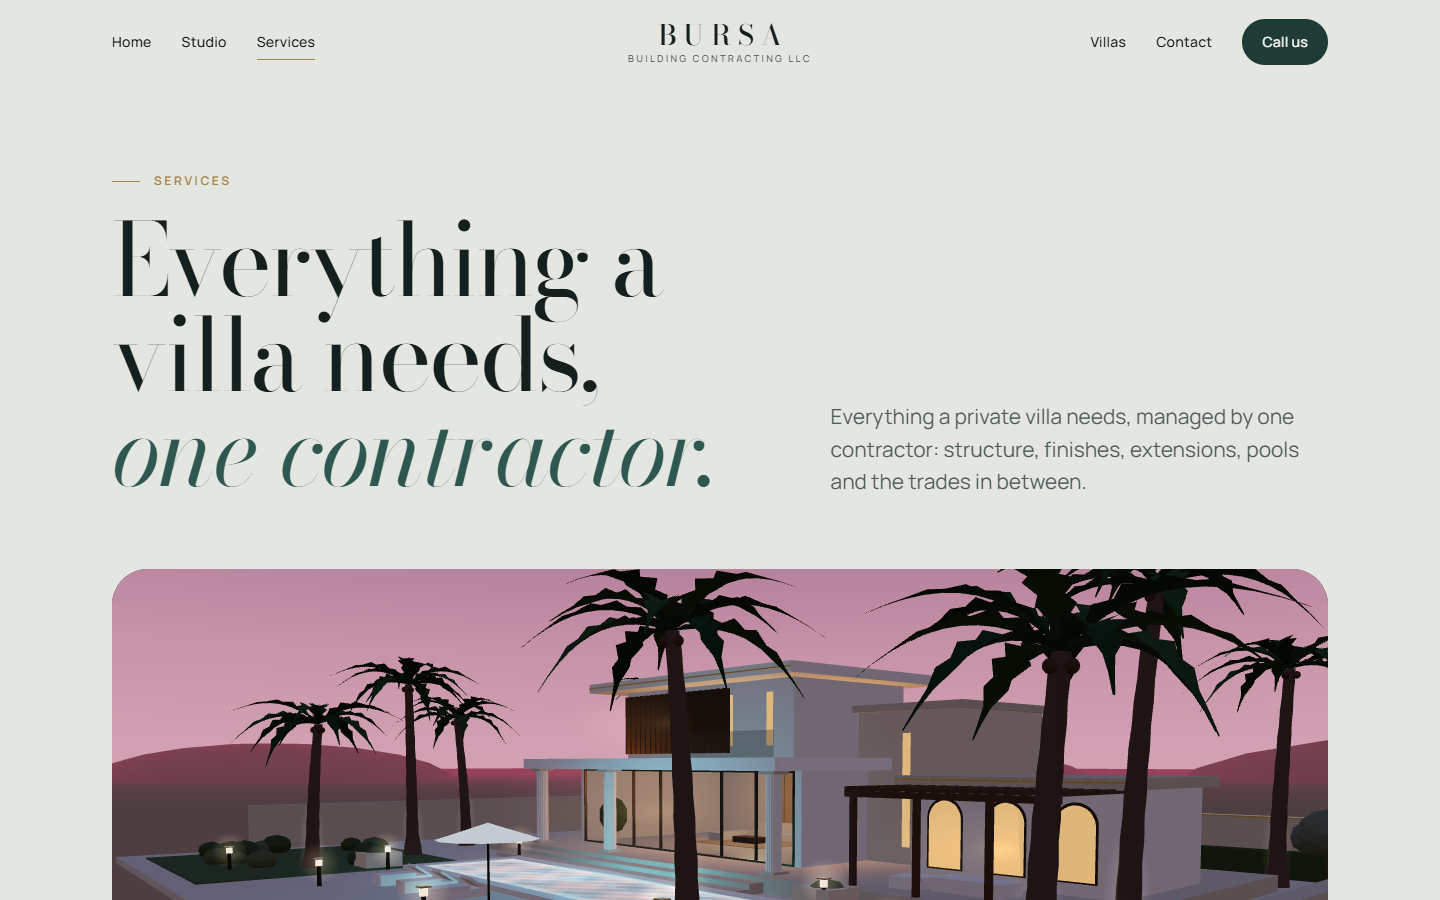 Home Studio Services
BURSA
BUILDING CONTRACTING LLC
Villas Contact Call us
SERVICES
Everything a
villa needs,
one contractor.
Everything a private villa needs, managed by one
contractor: structure, finishes, extensions, pools
and the trades in between.